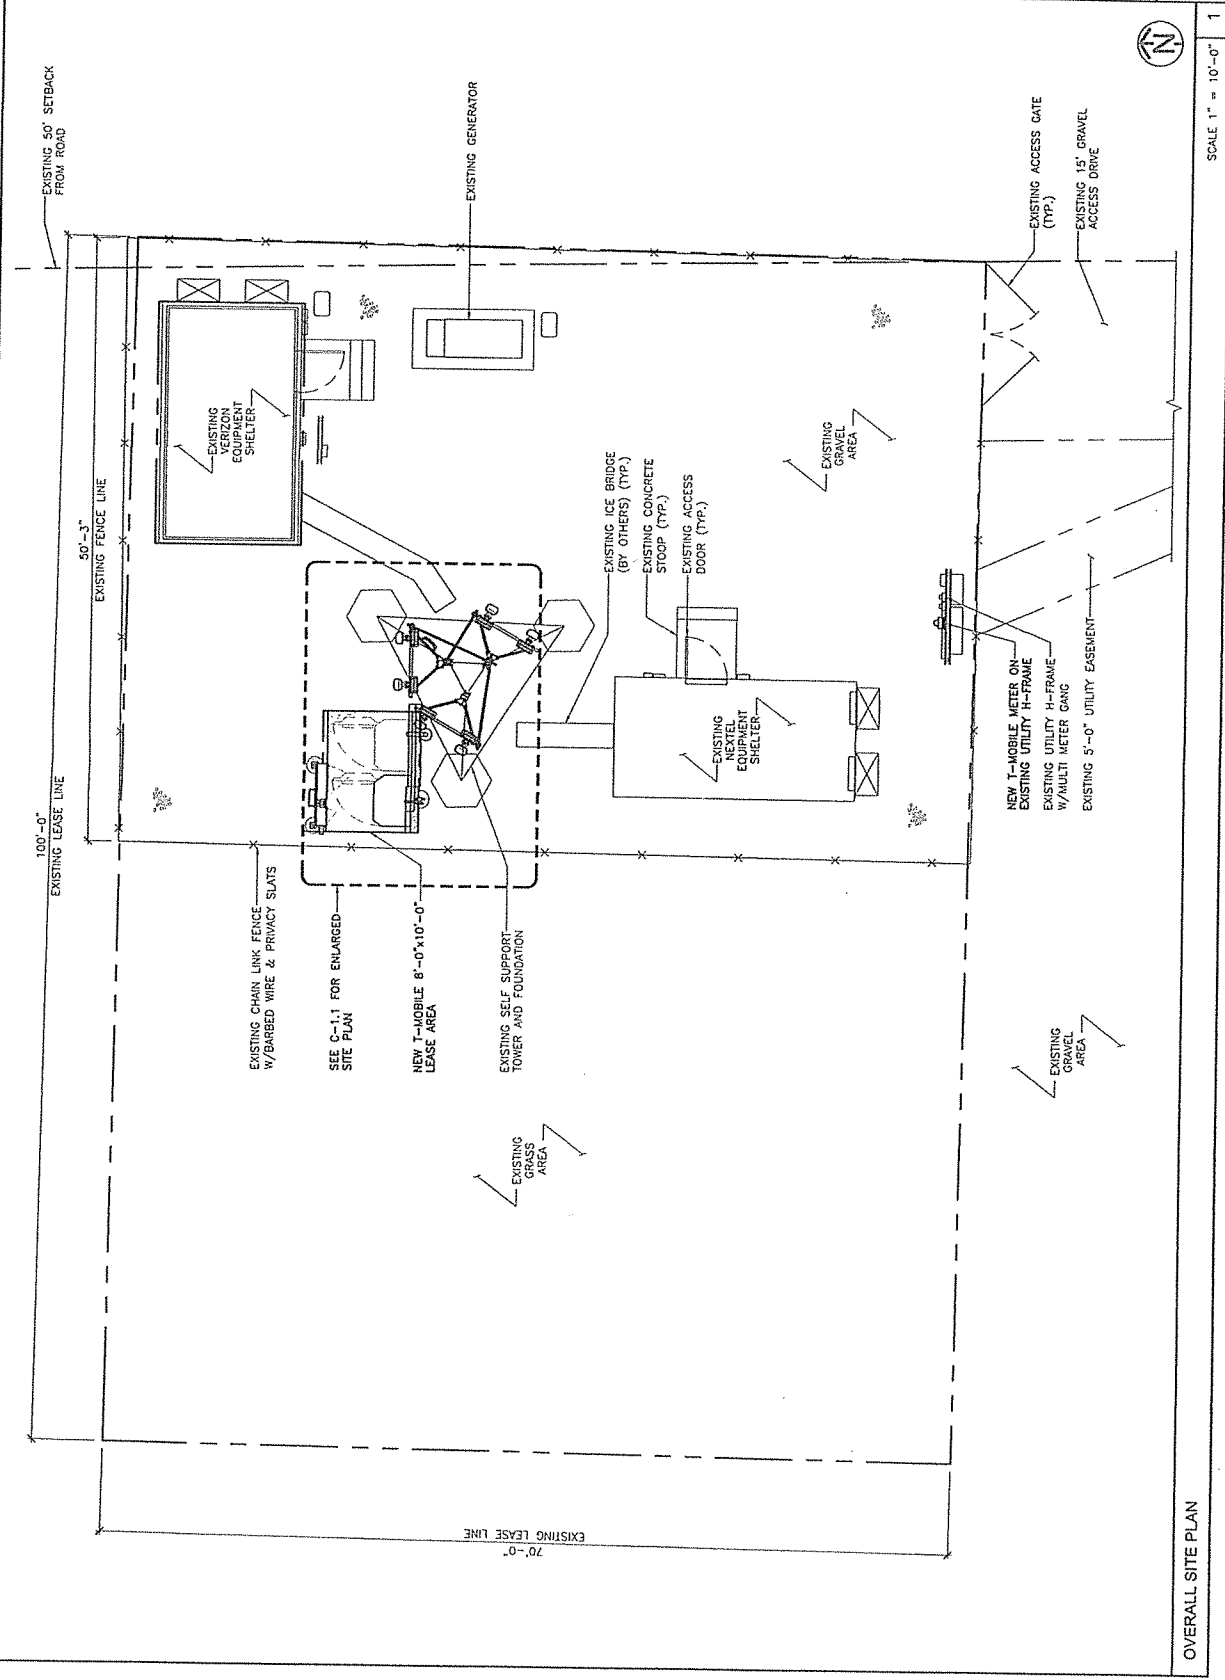 EXISTING 50' SETBACK
FROM ROAD
100'-0"
EXISTING LEASE LINE
50'-3"
EXISTING FENCE LINE
EXISTING GENERATOR
EXISTING
VERIZON
EQUIPMENT
SHELTER
EXISTING ACCESS GATE
(TYP.)
EXISTING 15' GRAVEL
ACCESS DRIVE
EXISTING
GRAVEL
AREA
EXISTING ICE BRIDGE
(BY OTHERS) (TYP.)
EXISTING CONCRETE
STOOP (TYP.)
EXISTING ACCESS
DOOR (TYP.)
EXISTING
NEXTEL
EQUIPMENT
SHELTER
NEW T-MOBILE METER ON
EXISTING UTILITY H-FRAME
EXISTING UTILITY H-FRAME
W/MULTI METER GANG
EXISTING 5'-0" UTILITY EASEMENT
EXISTING CHAIN LINK FENCE
W/BARBED WIRE & PRIVACY SLATS
SEE C-1.1 FOR ENLARGED
SITE PLAN
NEW T-MOBILE 8'-0"x10'-0"
LEASE AREA
EXISTING SELF SUPPORT
TOWER AND FOUNDATION
EXISTING
GRASS
AREA
EXISTING
GRAVEL
AREA
70'-0"
EXISTING LEASE LINE
N
OVERALL SITE PLAN
SCALE 1" = 10'-0"
1